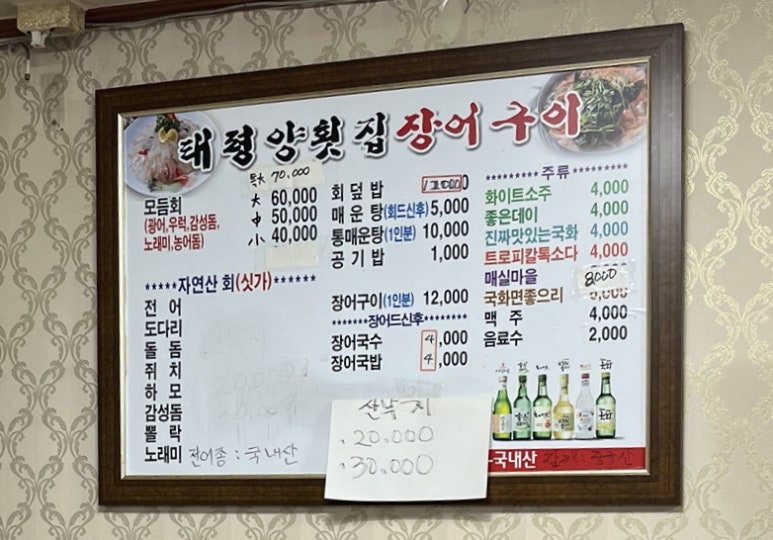 태평양횟집 장어구이
특大 70,000
모듬회
(광어,우럭,감성돔,
노래미,농어돔)
大 60,000
中 50,000
小 40,000
*****자연산 회(싯가)
전 어
도다리
돌 돔
쥐 치
하 모
감성돔
뽈 락
노래미
전어종 : 국내산
회 덮 밥 12000
매 운 탕(회드신후) 5,000
통매운탕(1인분) 10,000
공 기 밥 1,000
장어구이(1인분) 12,000
*******장어드신후*******
장어국수 4,000
장어국밥 4,000
산낙지
20.000
30.000
********* 주류 *********
화이트소주 4,000
좋은데이 4,000
진짜맛있는국화 4,000
트로피칼톡소다 4,000
매실마을 8,000
국화면좋으리
맥 주 4,000
음료수 2,000
국내산